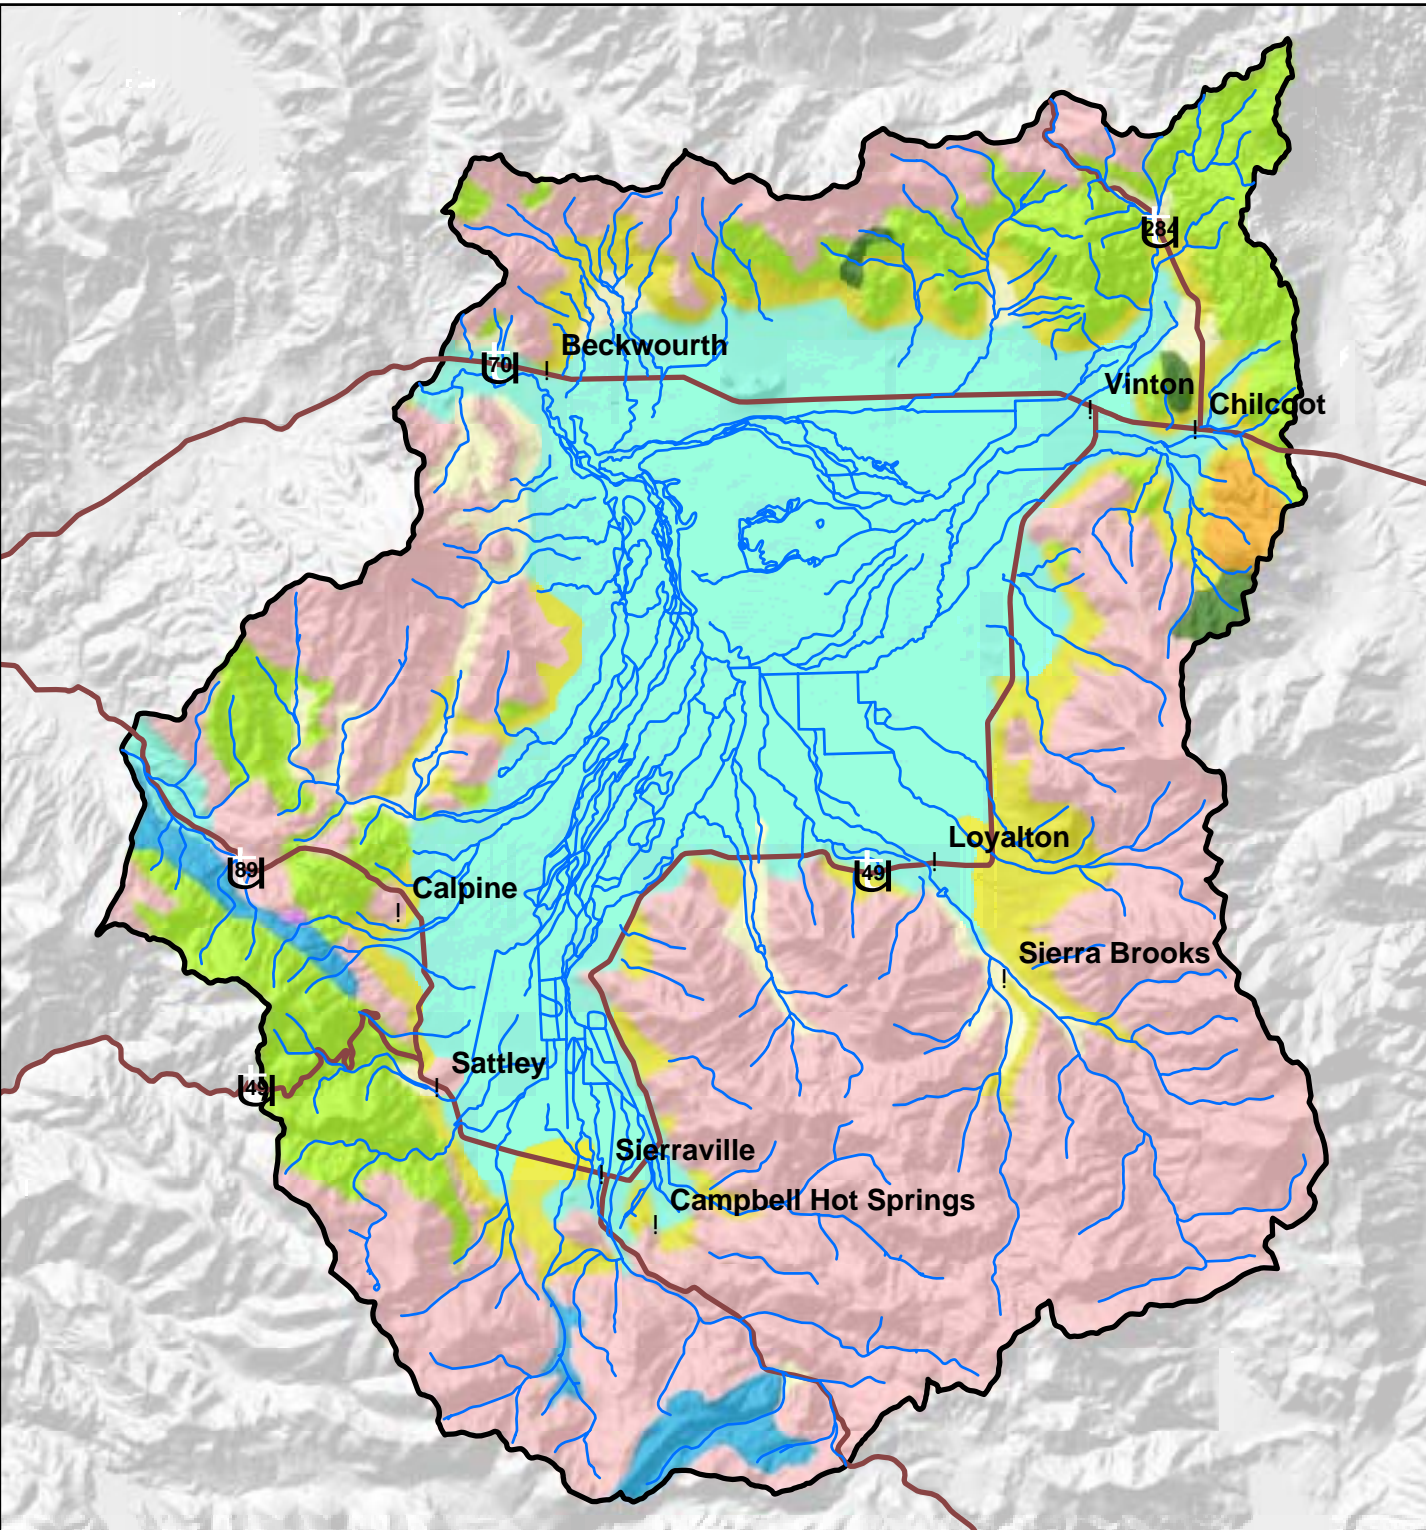 284
Beckwourth
70
Vinton
Chilcoot
Loyalton
89
49
Calpine
Sierra Brooks
Sattley
49
Sierraville
Campbell Hot Springs